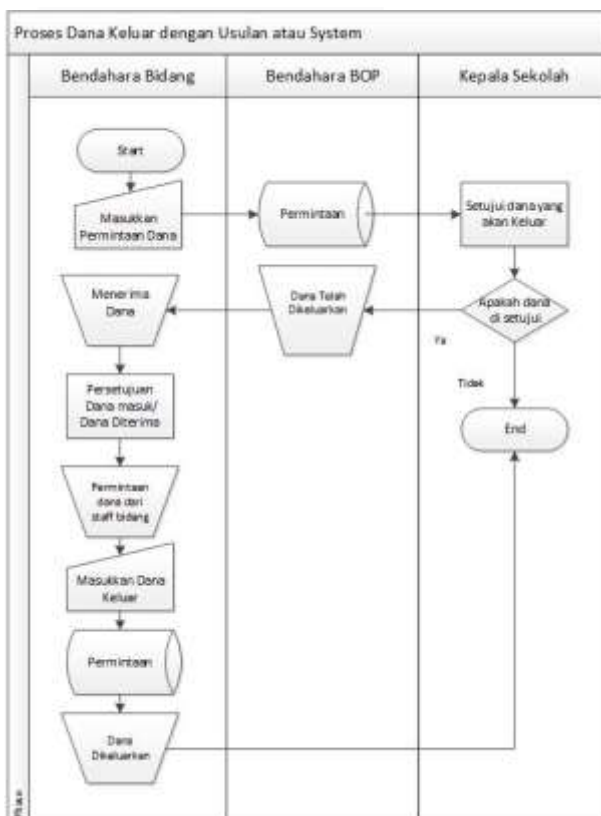 Proses Dana Keluar dengan Usulan atau System
Bendahara Bidang
Bendahara BOP
Kepala Sekolah
Start
Masukkan
Permintaan Dana
Permintaan
Setujui dana yang
akan Keluar
Menerima
Dana
Dana Telah
Dikeluarkan
Apakah dana
di setujui
Ya
Tidak
Persetujuan
Dana masuk/
Dana Diterima
End
Permintaan
dana dari
staff bidang
Masukkan Dana
Keluar
Permintaan
Dana
Dikeluarkan